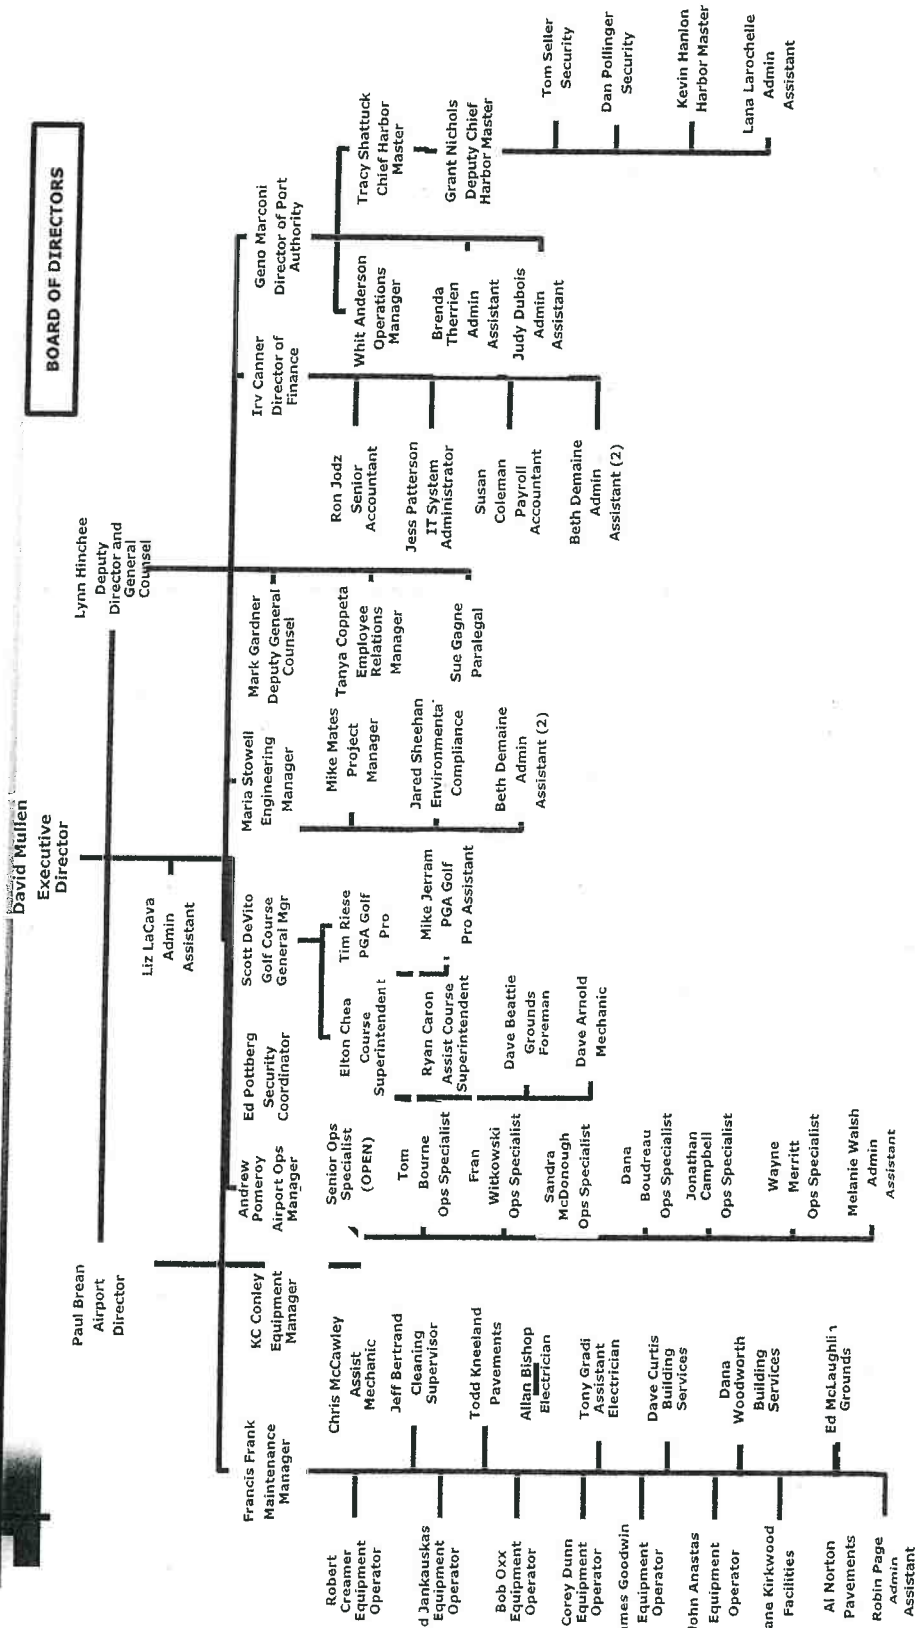 BOARD OF DIRECTORS
David Mullen
Executive
Director
Paul Brean
Airport
Director
Lynn Hinchee
Deputy
Director and
General
Counsel
Liz LaCava
Admin
Assistant
Francis Frank
Maintenance
Manager
KC Conley
Equipment
Manager
Andrew
Pomeroy
Airport Ops
Manager
Ed Pottberg
Security
Coordinator
Scott DeVito
Golf Course
General Mgr
Maria Stowell
Engineering
Manager
Mark Gardner
Deputy General
Counsel
Irv Canner
Director of
Finance
Geno Marconi
Director of Port
Authority
Robert
Creamer
Equipment
Operator
Jankauskas
Equipment
Operator
Bob Oxx
Equipment
Operator
Corey Dunn
Equipment
Operator
Goodwin
Equipment
Operator
John Anastas
Equipment
Operator
Kirkwood
Facilities
Al Norton
Pavements
Robin Page
Admin
Assistant
Chris McCawley
Assist
Mechanic
Jeff Bertrand
Cleaning
Supervisor
Todd Kneeland
Pavements
Allan Bishop
Electrician
Tony Gradi
Assistant
Electrician
Dave Curtis
Building
Services
Dana
Woodworth
Building
Services
Ed McLaughlin
Grounds
Senior Ops
Specialist
(OPEN)
Tom
Bourne
Ops Specialist
Fran
Witkowski
Ops Specialist
Sandra
McDonough
Ops Specialist
Dana
Boudreau
Ops Specialist
Jonathan
Campbell
Ops Specialist
Wayne
Merritt
Ops Specialist
Melanie Walsh
Admin
Assistant
Elton Chea
Course
Superintendent
Ryan Caron
Assist Course
Superintendent
Dave Beattie
Grounds
Foreman
Dave Arnold
Mechanic
Tim Riese
PGA Golf
Pro
Mike Jerram
PGA Golf
Pro Assistant
Mike Mates
Project
Manager
Jared Sheehan
Environmenta
Compliance
Beth Demaine
Admin
Assistant (2)
Tanya Coppeta
Employee
Relations
Manager
Sue Gagne
Paralegal
Ron Jodz
Senior
Accountant
Jess Patterson
IT System
Administrator
Susan
Coleman
Payroll
Accountant
Beth Demaine
Admin
Assistant (2)
Whit Anderson
Operations
Manager
Brenda
Therrien
Admin
Assistant
Judy Dubois
Admin
Assistant
Tracy Shattuck
Chief Harbor
Master
Grant Nichols
Deputy Chief
Harbor Master
Tom Seller
Security
Dan Pollinger
Security
Kevin Hanlon
Harbor Master
Lana Larochelle
Admin
Assistant